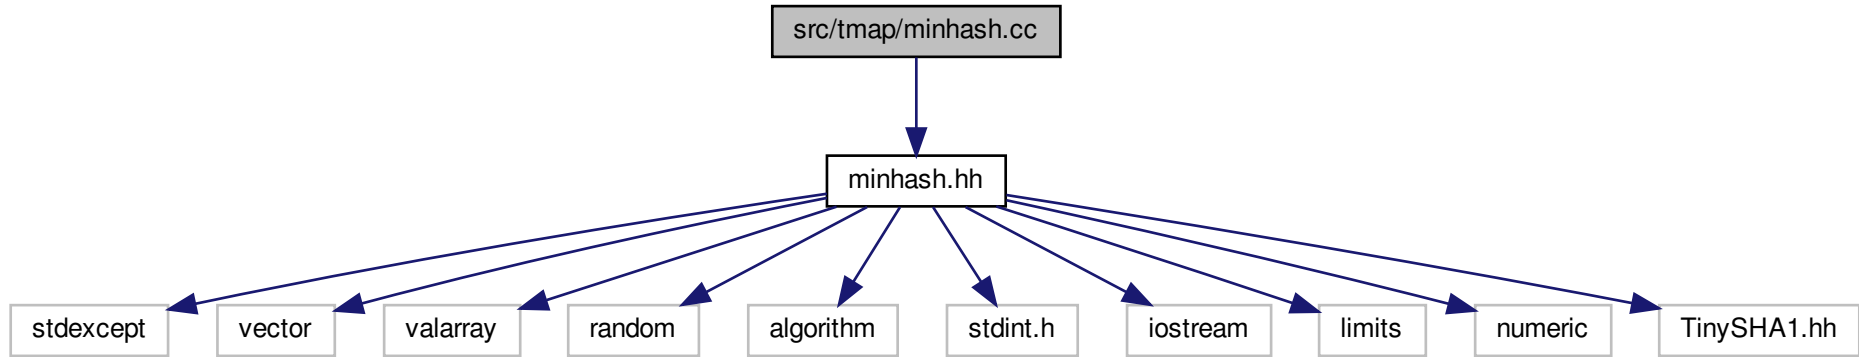 src/tmap/minhash.cc
minhash.hh
stdexcept
vector
valarray
random
algorithm
stdint.h
iostream
limits
numeric
TinySHA1.hh